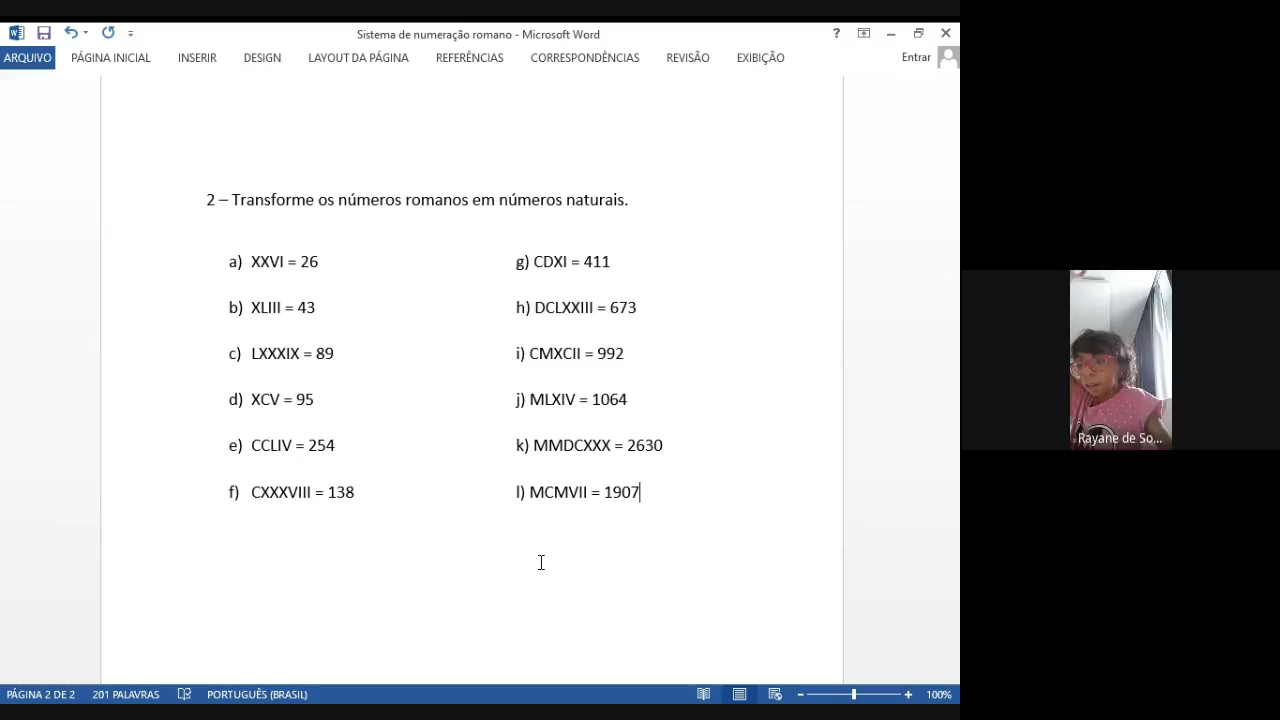 Sistema de numeração romano - Microsoft Word
?
ARQUIVO PÁGINA INICIAL INSERIR DESIGN LAYOUT DA PÁGINA REFERÊNCIAS CORRESPONDÊNCIAS REVISÃO EXIBIÇÃO Entrar
2 – Transforme os números romanos em números naturais.
a) XXVI = 26
b) XLIII = 43
c) LXXXIX = 89
d) XCV = 95
e) CCLIV = 254
f) CXXXVIII = 138
g) CDXI = 411
h) DCLXXIII = 673
i) CMXCII = 992
j) MLXIV = 1064
k) MMDCXXX = 2630
l) MCMVII = 1907
Rayane de So...
PÁGINA 2 DE 2 201 PALAVRAS PORTUGUÊS (BRASIL) 100%